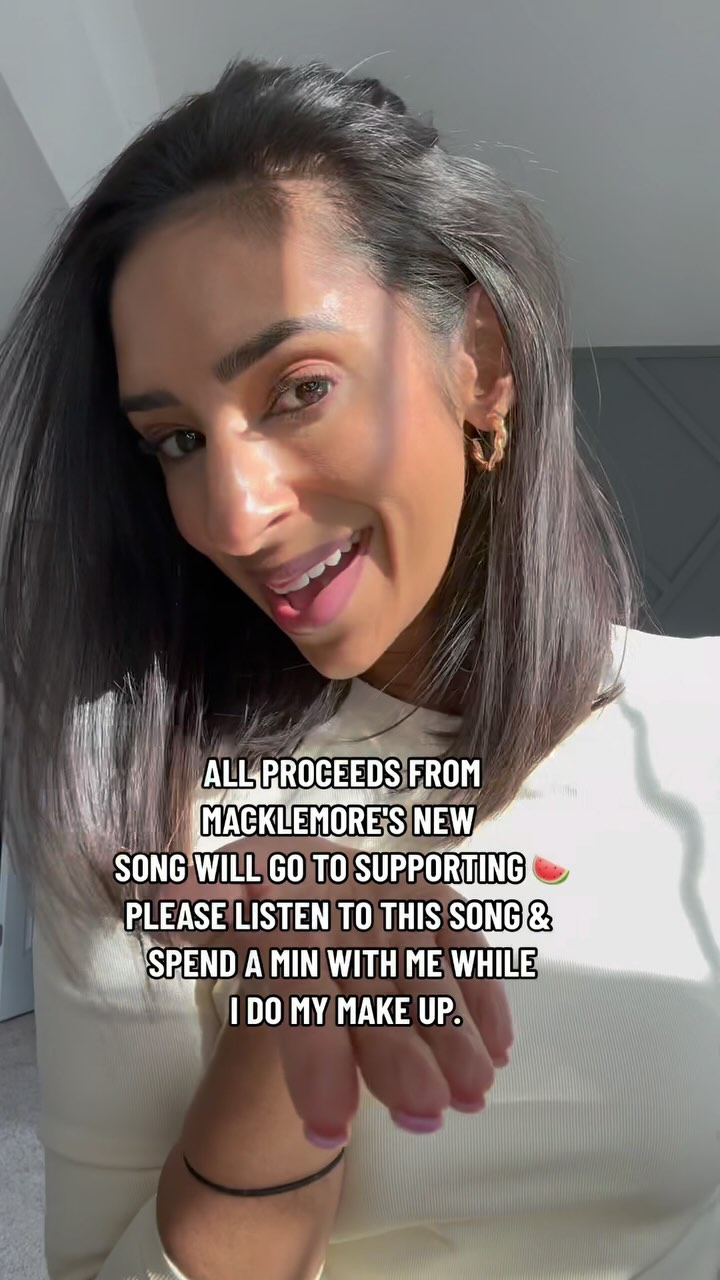 ALL PROCEEDS FROM
MACKLEMORE'S NEW
SONG WILL GO TO SUPPORTING 🍉
PLEASE LISTEN TO THIS SONG &
SPEND A MIN WITH ME WHILE
I DO MY MAKE UP.